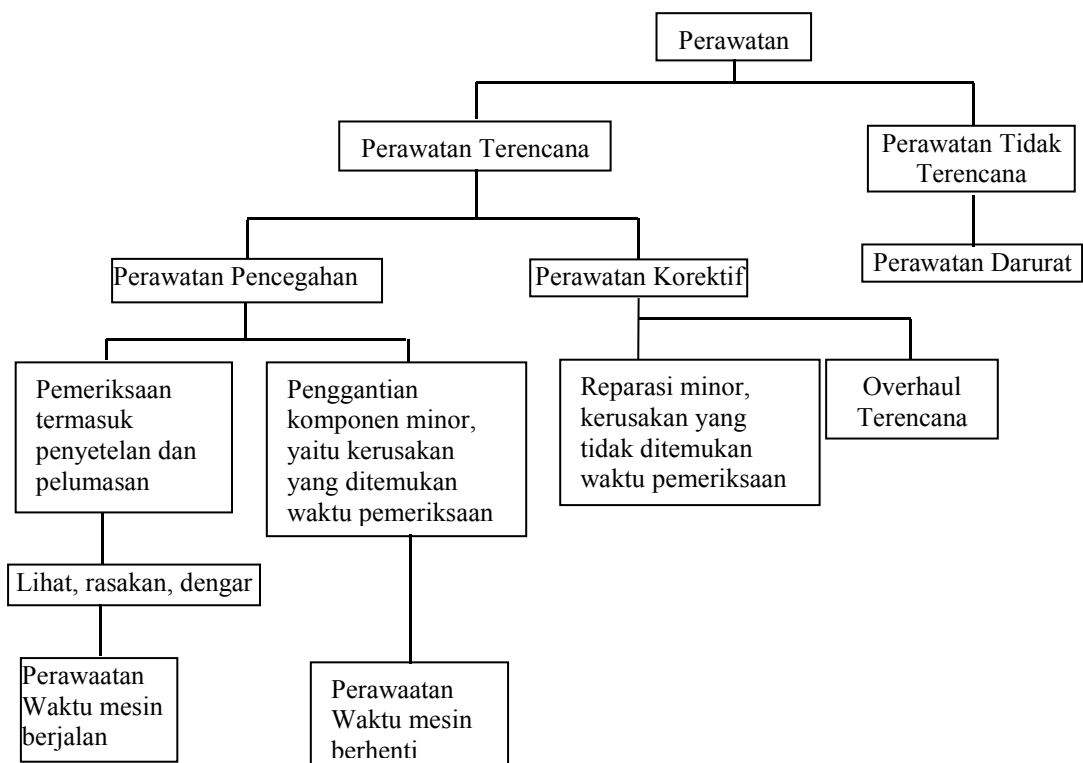 Perawatan
Perawatan Terencana
Perawatan Tidak
Terencana
Perawatan Pencegahan
Perawatan Korektif
Perawatan Darurat
Pemeriksaan
termasuk
penyetelan dan
pelumasan
Penggantian
komponen minor,
yaitu kerusakan
yang ditemukan
waktu pemeriksaan
Reparasi minor,
kerusakan yang
tidak ditemukan
waktu pemeriksaan
Overhaul
Terencana
Lihat, rasakan, dengar
Perawaatan
Waktu mesin
berjalan
Perawaatan
Waktu mesin
berhenti